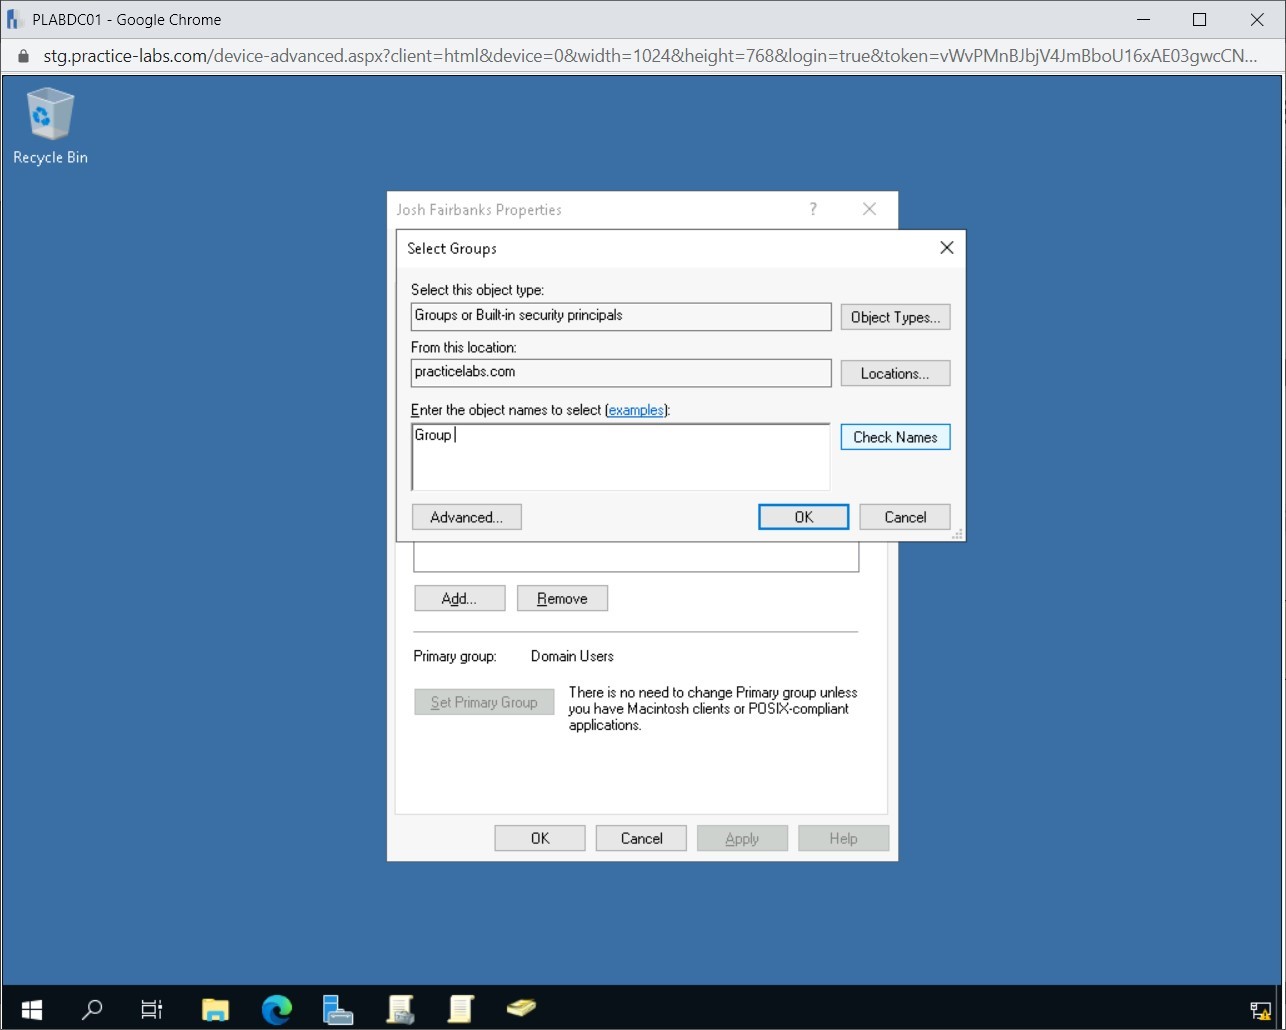 PLABDC01 - Google Chrome
stg.practice-labs.com/device-advanced.aspx?client=html&device=0&width=1024&height=768&login=true&token=vWvPMnBJbjV4JmBboU16xAE03gwcCN...
Recycle Bin
Josh Fairbanks Properties
?
Select Groups
Select this object type:
Groups or Built-in security principals
Object Types...
From this location:
practicelabs.com
Locations...
Enter the object names to select (examples):
Group
Check Names
Advanced...
OK
Cancel
Add...
Remove
Primary group:
Domain Users
Set Primary Group
There is no need to change Primary group unless
you have Macintosh clients or POSIX-compliant
applications.
OK
Cancel
Apply
Help